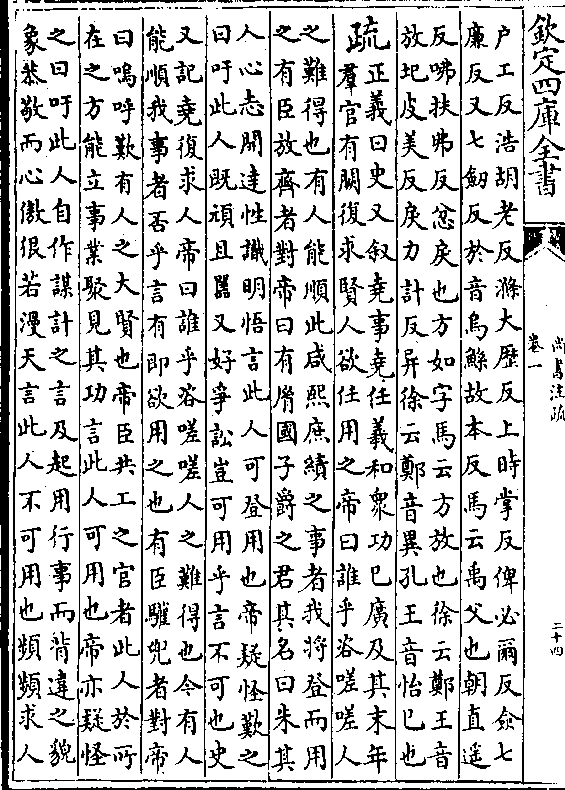 欽定四庫全書
尚書注疏
卷一
二十四
户工反浩胡老反滌大歷反上時掌反俾必爾反僉七
廉反又七劔反於音烏鯀故本反馬云禹父也朝直遥
反咈扶弗反忿戾也方如字馬云方放也徐云鄭王音
放圯皮美反戾力計反异徐云鄭音異孔王音怡已也
疏正義曰史又叙堯事堯任羲和衆功已廣及其末年
羣官有闕復求賢人欲任用之帝曰誰乎咨嗟嗟人
之難得也有人能順此咸熙庶績之事者我將登而用
之有臣放齊者對帝曰有胤國子爵之君其名曰朱其
人心志開達性識明悟言此人可登用也帝疑怪歎之
曰吁此人既頑且嚚又好爭訟豈可用乎言不可也史
又記堯復求人帝曰誰乎咨嗟嗟人之難得也今有人
能順我事者否乎言有即欲用之也有臣驩兜者對帝
曰嗚呼歎有人之大賢也帝臣共工之官者此人於所
在之方能立事業聚見其功言此人可用也帝亦疑怪
之曰吁此人自作謀計之言及起用行事而背違之貌
象恭敬而心傲很若漫天言此人不可用也頻頻求人